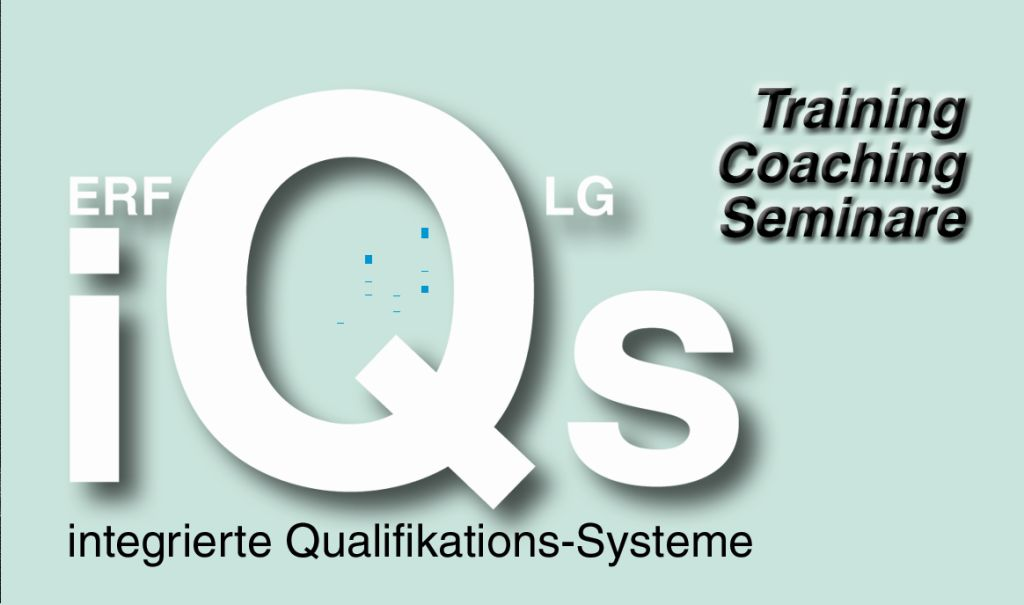 Training
Coaching
Seminare
ERF LG
iQs
integrierte Qualifikations-Systeme